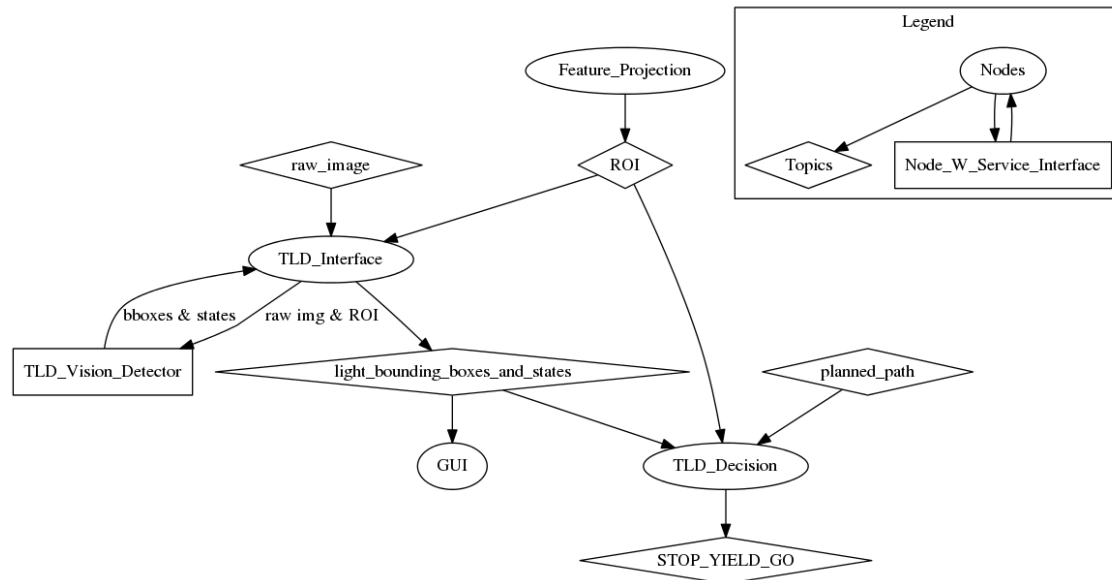 Legend
Feature_Projection
Nodes
raw_image
ROI
Topics
Node_W_Service_Interface
TLD_Interface
bboxes & states
raw img & ROI
TLD_Vision_Detector
light_bounding_boxes_and_states
planned_path
GUI
TLD_Decision
STOP_YIELD_GO